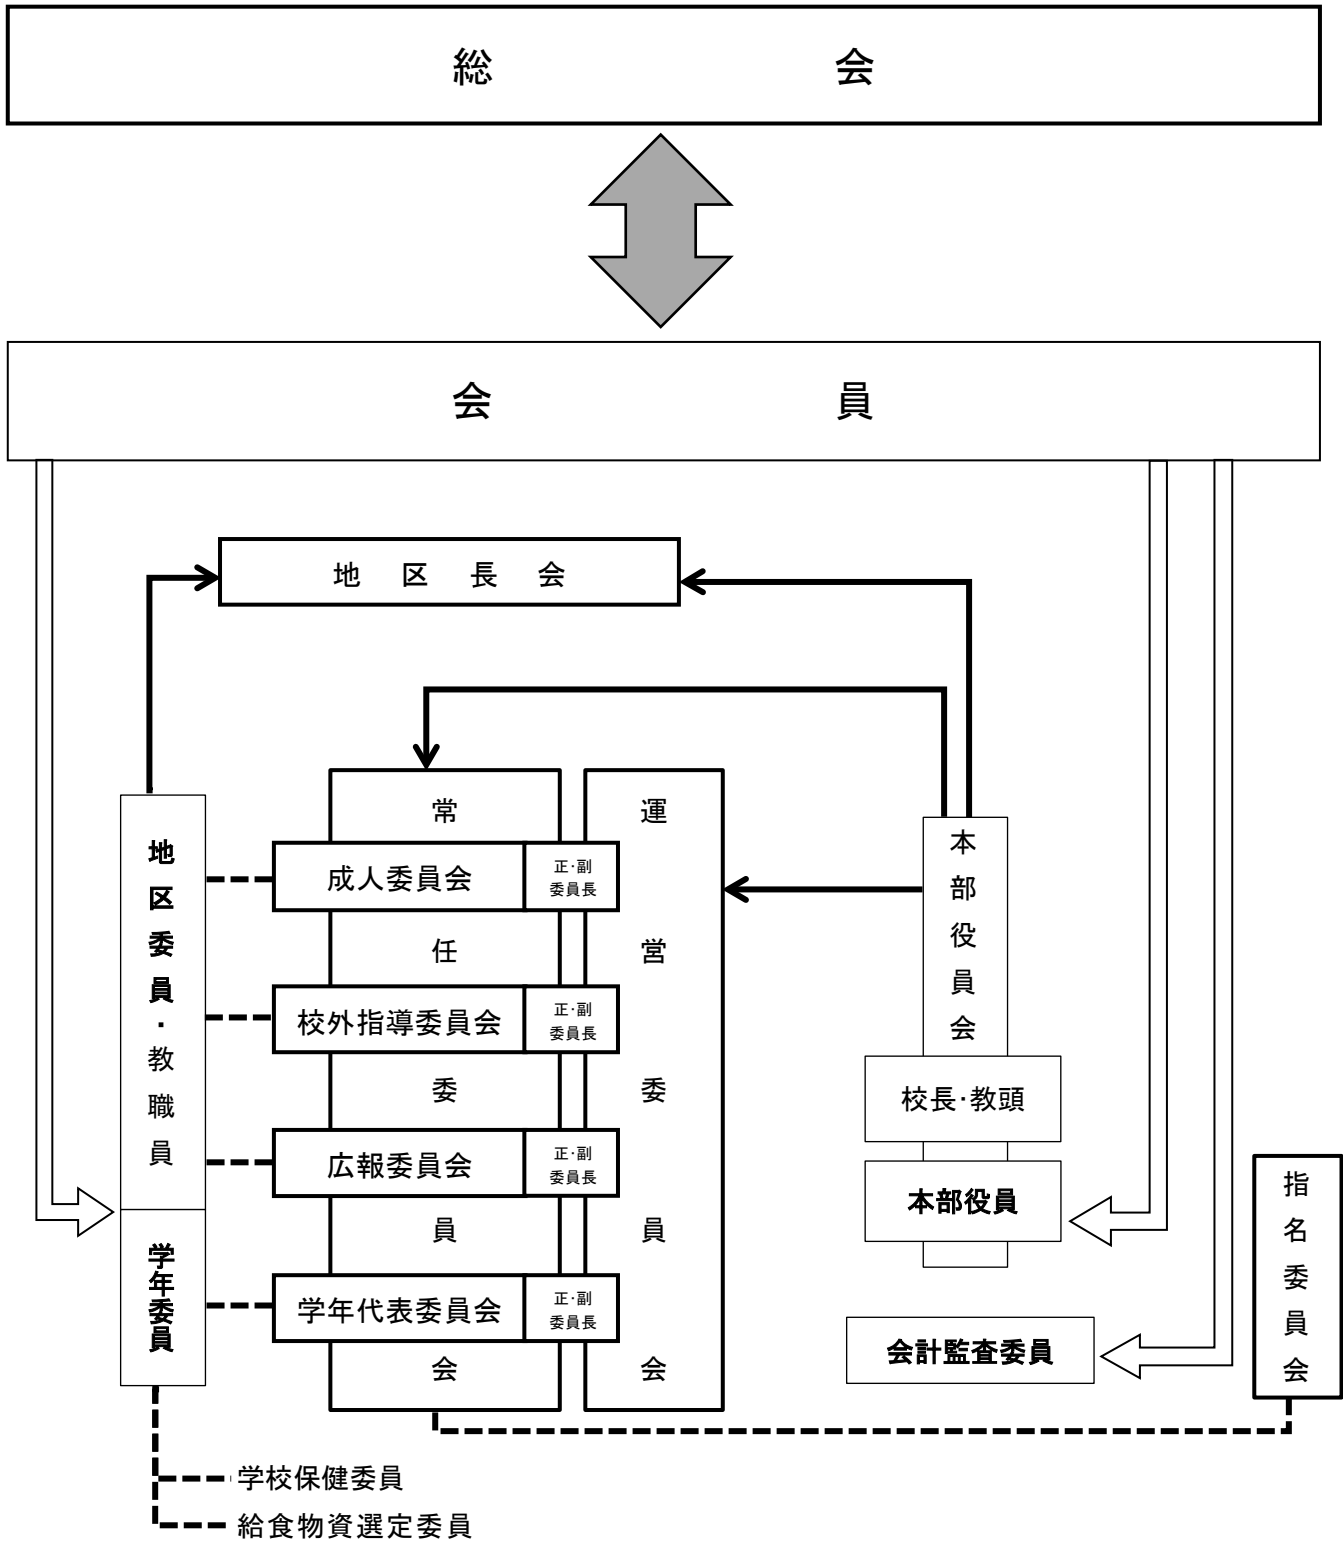 総会
会員
地区長会
地区委員・教職員
学年委員
常任委員会
運営委員会
成人委員会
正・副
委員長
校外指導委員会
正・副
委員長
広報委員会
正・副
委員長
学年代表委員会
正・副
委員長
本部役員会
校長・教頭
本部役員
会計監査委員
指名委員会
学校保健委員
給食物資選定委員